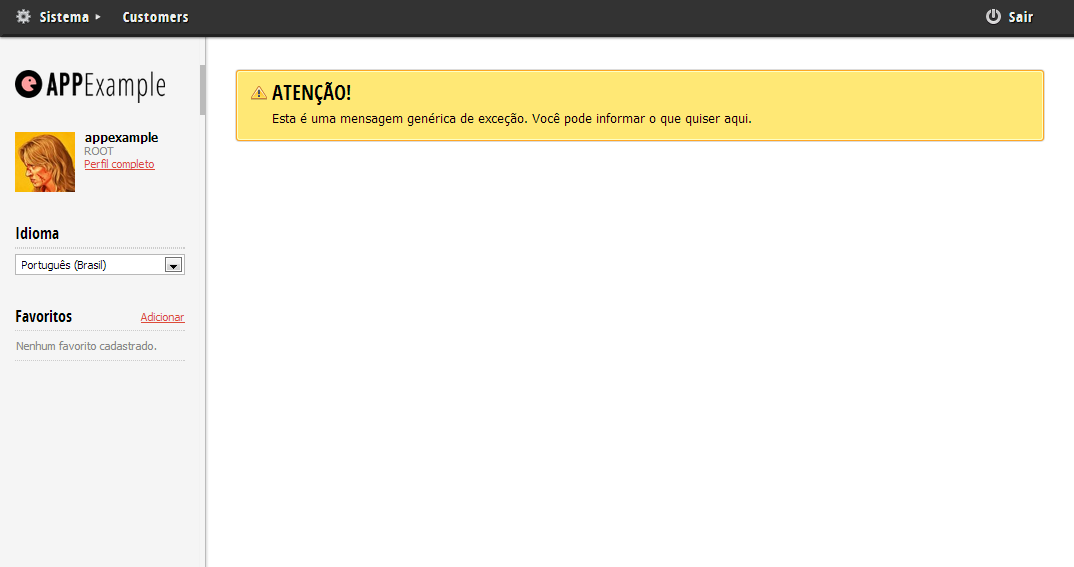 Sistema Customers Sair
APPExample
appexample
ROOT
Perfil completo
Idioma
Português (Brasil)
Favoritos Adicionar
Nenhum favorito cadastrado.
ATENÇÃO!
Esta é uma mensagem genérica de exceção. Você pode informar o que quiser aqui.